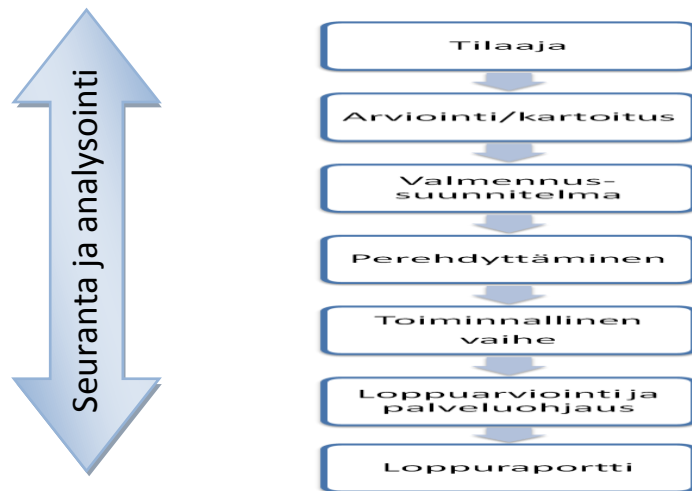 Seuranta ja analysointi
Tilaaja
Arviointi/kartoitus
Valmennus-
suunnitelma
Perehdyttäminen
Toiminnallinen
vaihe
Loppuarviointi ja
palveluohjaus
Loppuraportti